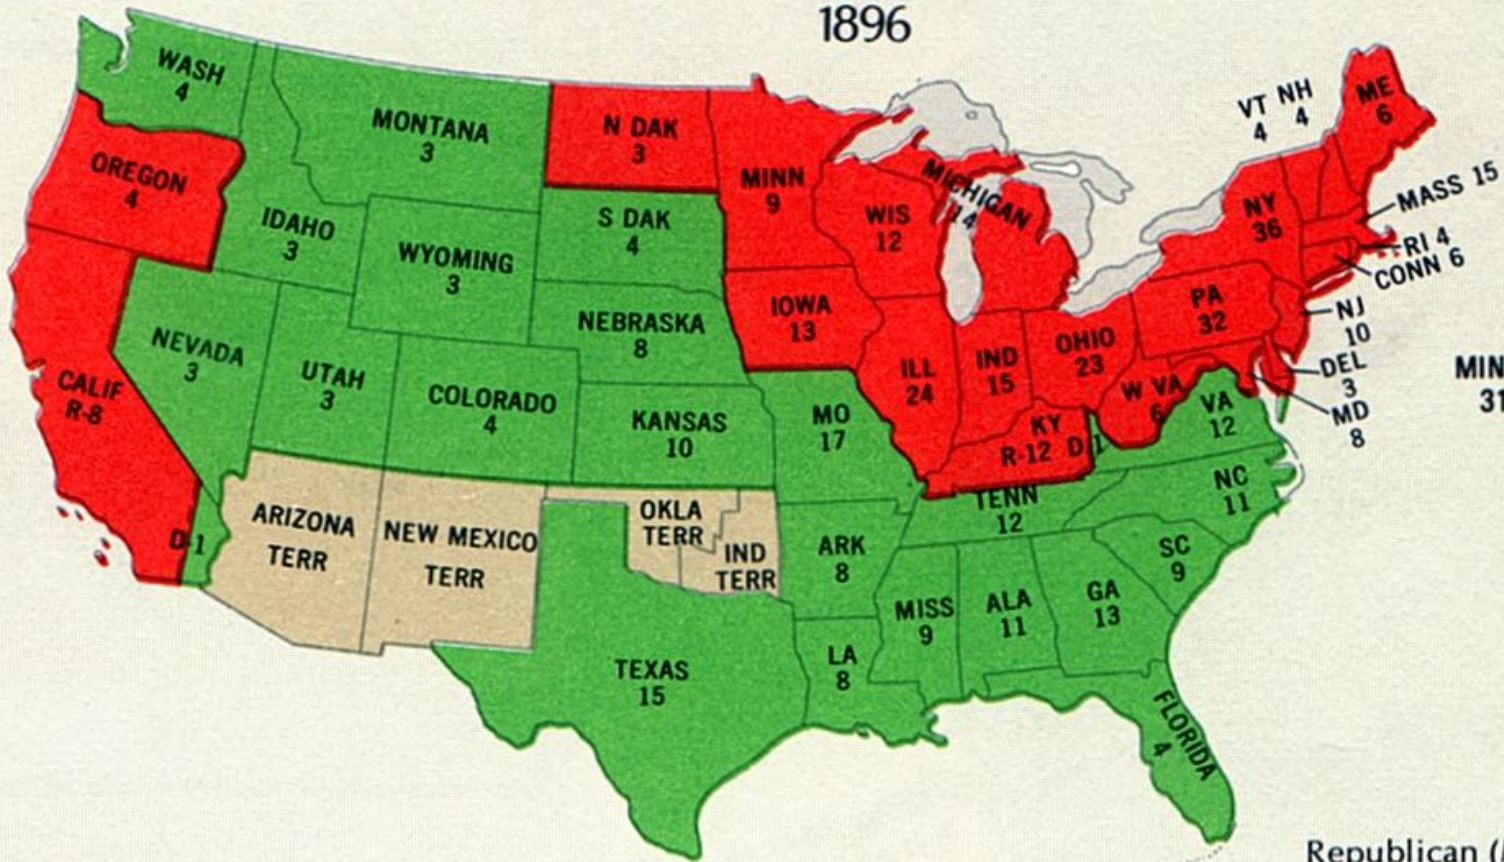 1896
WASH
4
MONTANA
3
N DAK
3
MINN
9
OREGON
4
IDAHO
3
WYOMING
3
S DAK
4
WIS
12
MICHIGAN
14
VT
4
NH
4
ME
6
NY
36
MASS 15
RI 4
CONN 6
NEVADA
3
UTAH
3
COLORADO
4
NEBRASKA
8
IOWA
13
ILL
24
IND
15
OHIO
23
PA
32
NJ
10
DEL
3
MD
8
MIN
31
CALIF
R-8
D-1
KANSAS
10
MO
17
KY
R-12 D 1
W VA
6
VA
12
ARIZONA
TERR
NEW MEXICO
TERR
OKLA
TERR
IND
TERR
ARK
8
TENN
12
NC
11
SC
9
TEXAS
15
LA
8
MISS
9
ALA
11
GA
13
FLORIDA
4
Republican (